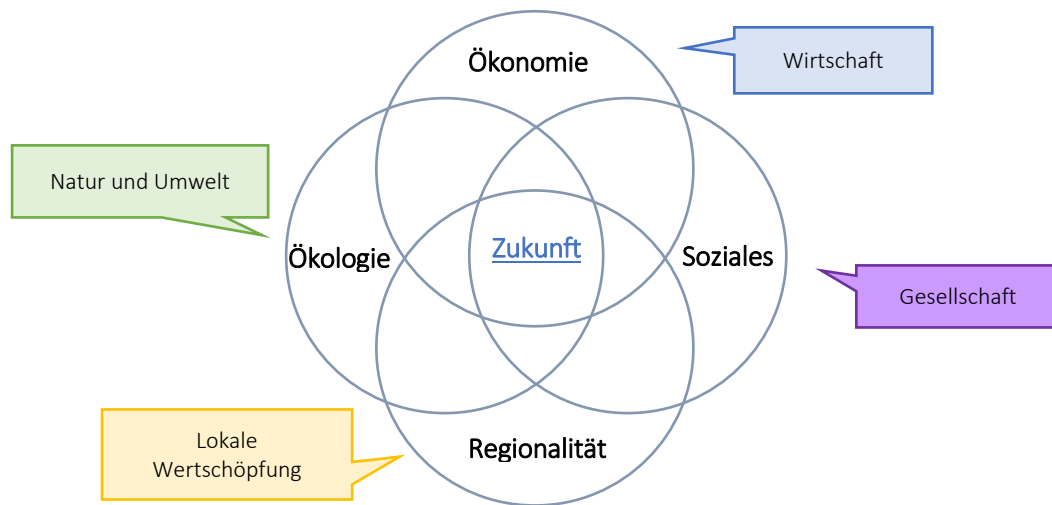 Ökonomie
Wirtschaft
Natur und Umwelt
Ökologie
Zukunft
Soziales
Gesellschaft
Lokale
Wertschöpfung
Regionalität